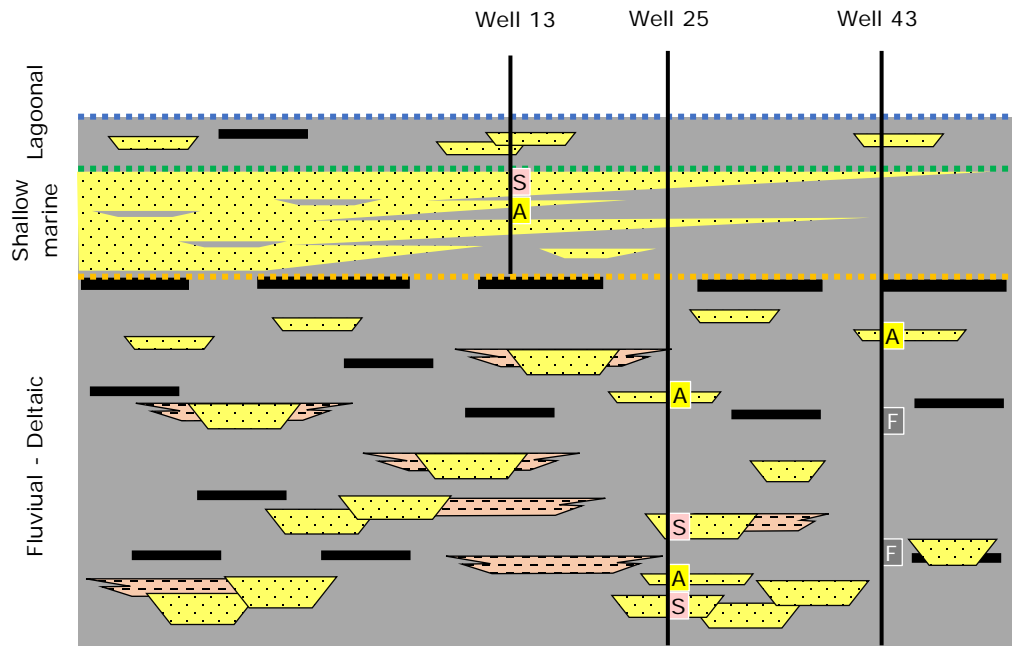 Well 13
Well 25
Well 43
Lagoonal
Shallow
marine
Fluviual - Deltaic
S
A
A
A
F
S
F
A
S